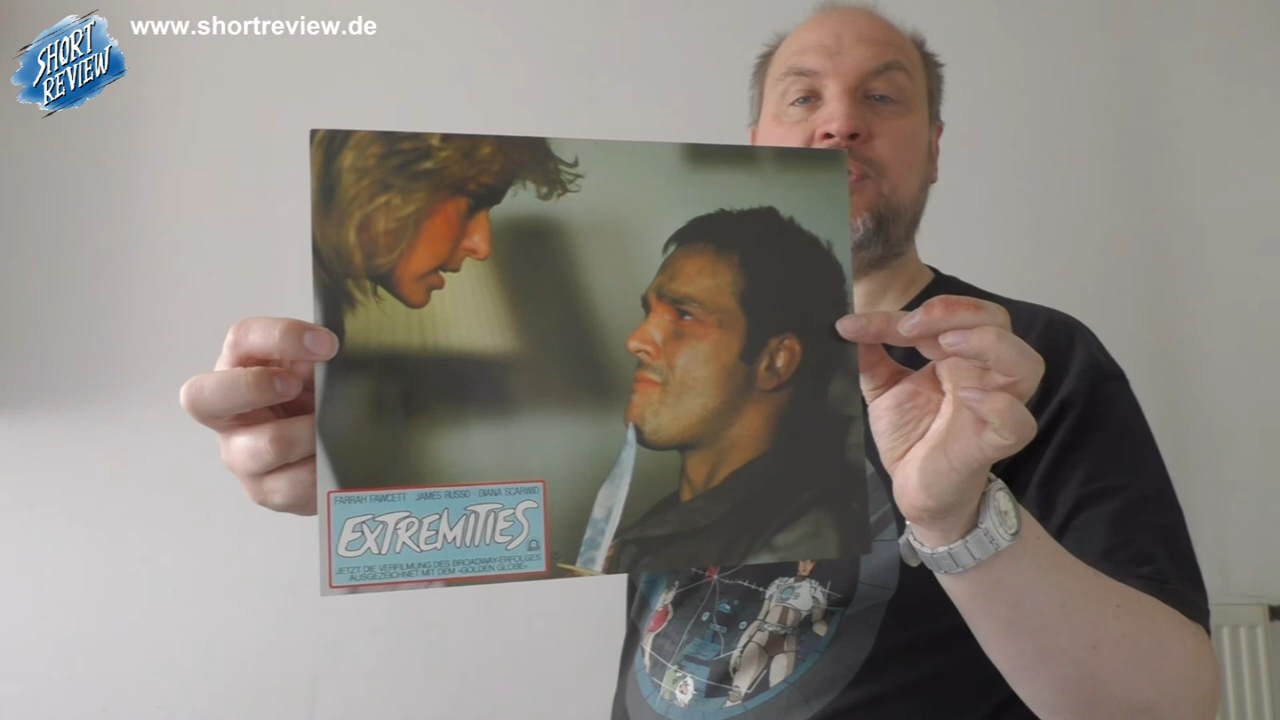 www.shortreview.de
SHORT
REVIEW
FARRAH FAWCETT JAMES RUSSO · DIANA SCARWID
EXTREMITIES
JETZT DIE VERFILMUNG DES BROADWAY-ERFOLGES
AUSGEZEICHNET MIT DEM »GOLDEN GLOBE«.